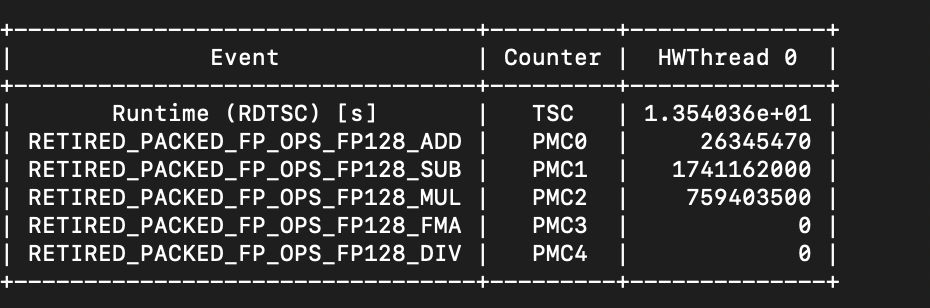 +---------------------------------+---------+--------------+
|              Event              | Counter |  HWThread 0  |
+---------------------------------+---------+--------------+
|       Runtime (RDTSC) [s]       |   TSC   | 1.354036e+01 |
| RETIRED_PACKED_FP_OPS_FP128_ADD |   PMC0  |     26345470 |
| RETIRED_PACKED_FP_OPS_FP128_SUB |   PMC1  |   1741162000 |
| RETIRED_PACKED_FP_OPS_FP128_MUL |   PMC2  |    759403500 |
| RETIRED_PACKED_FP_OPS_FP128_FMA |   PMC3  |            0 |
| RETIRED_PACKED_FP_OPS_FP128_DIV |   PMC4  |            0 |
+---------------------------------+---------+--------------+